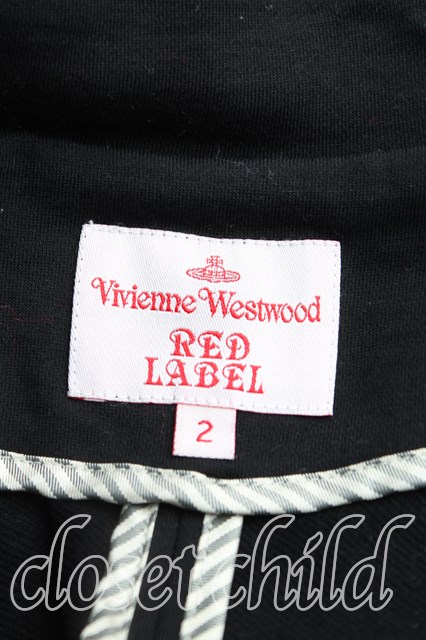 Vivienne Westwood
RED
LABEL
2
closetchild